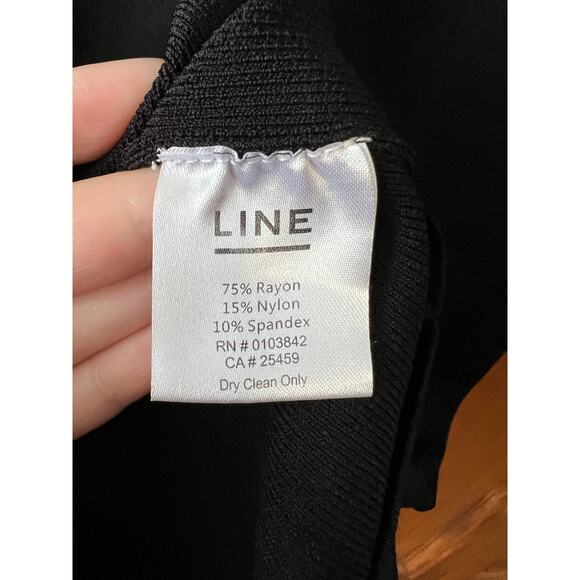 LINE
75% Rayon
15% Nylon
10% Spandex
RN # 0103842
CA # 25459
Dry Clean Only